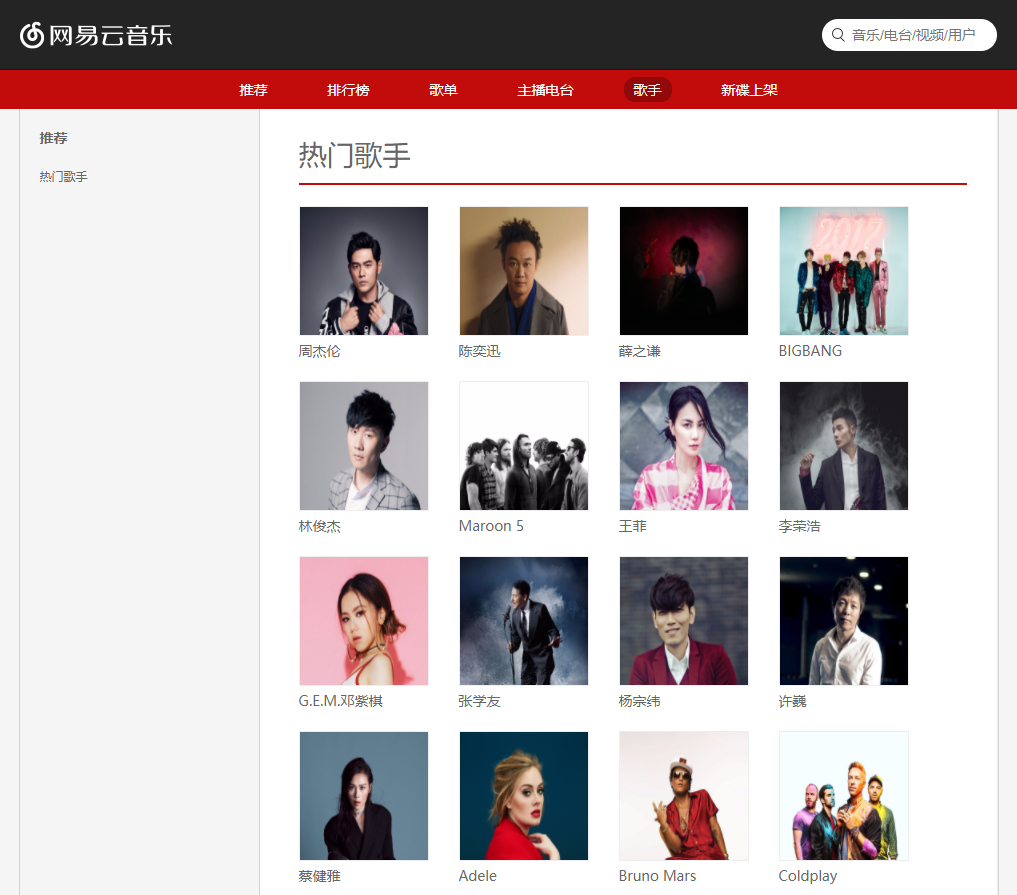 网易云音乐
音乐/电台/视频/用户
推荐 排行榜 歌单 主播电台 歌手 新碟上架
推荐
热门歌手
热门歌手
2017
周杰伦 陈奕迅 薛之谦 BIGBANG
林俊杰 Maroon 5 王菲 李荣浩
G.E.M.邓紫棋 张学友 杨宗纬 许巍
蔡健雅 Adele Bruno Mars Coldplay